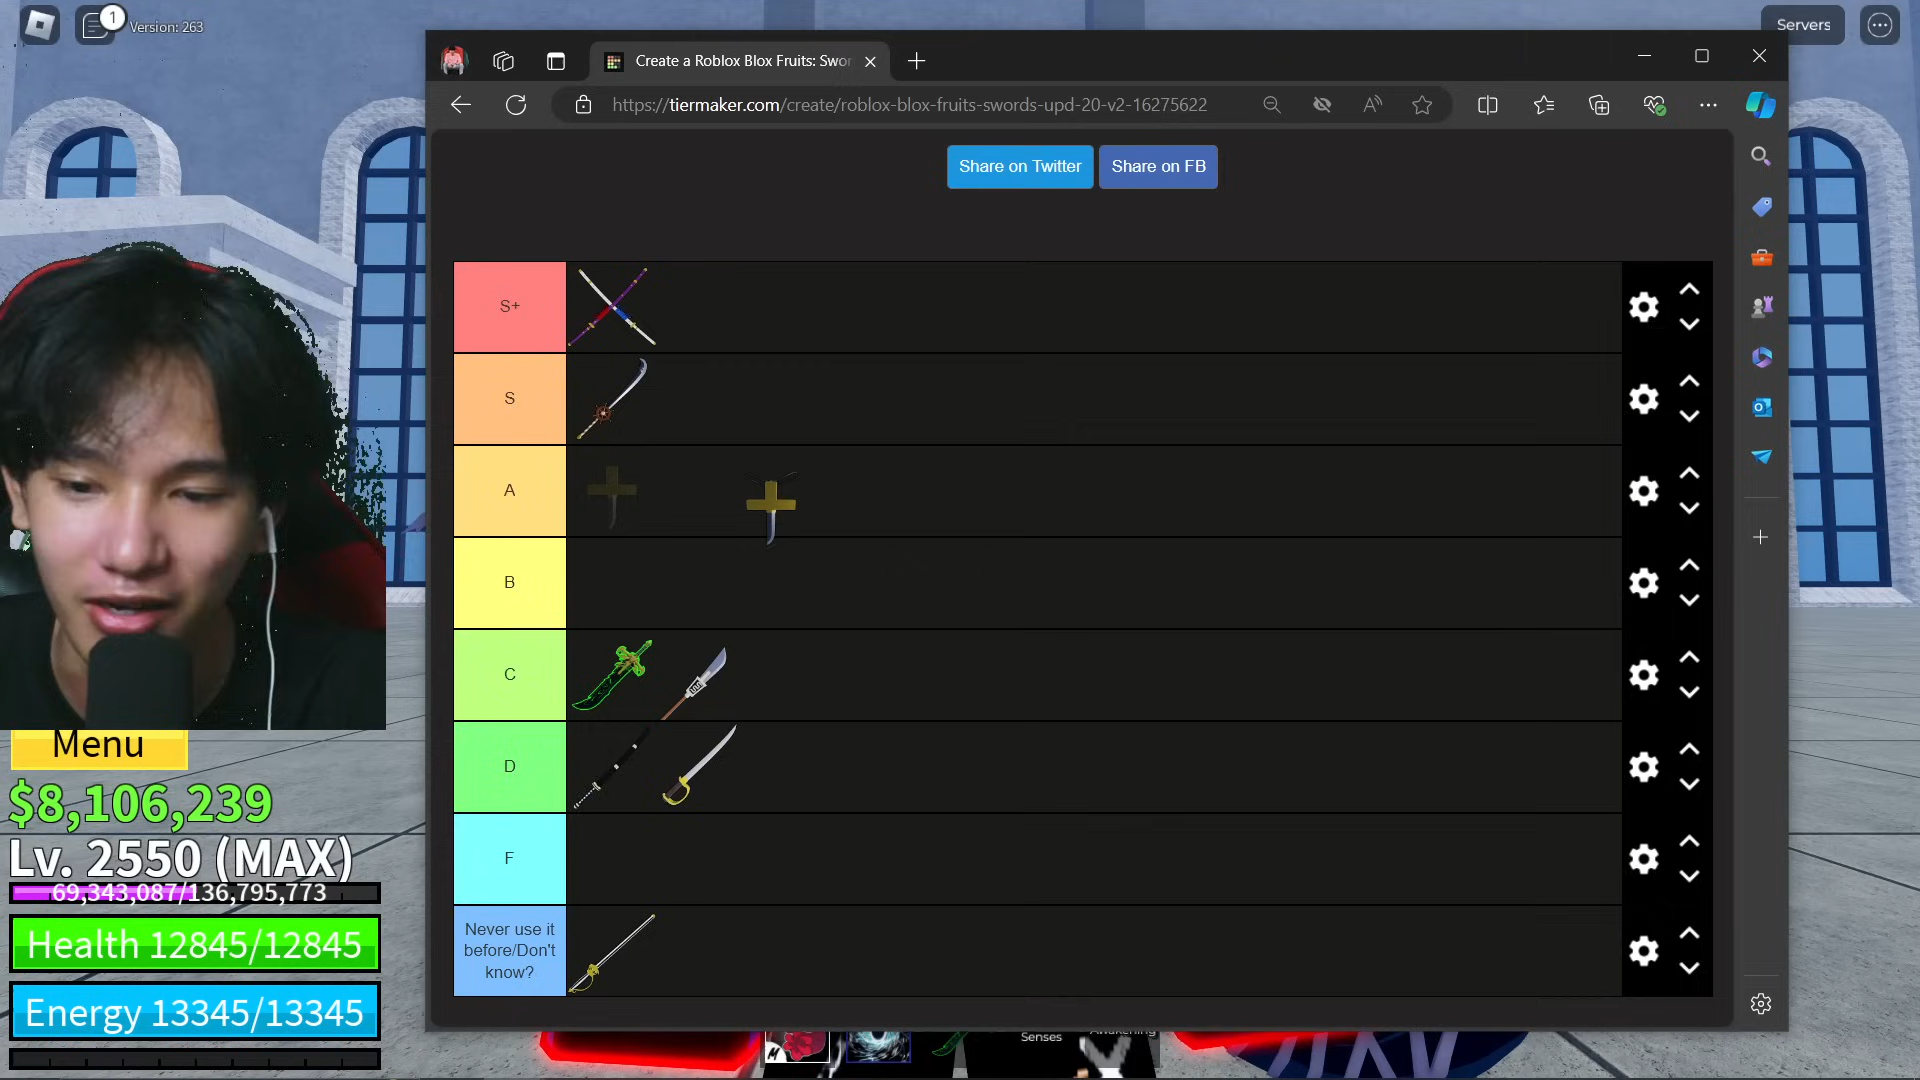 1
Version: 263
Servers
Create a Roblox Blox Fruits: Swor
https://tiermaker.com/create/roblox-blox-fruits-swords-upd-20-v2-16275622
Share on Twitter
Share on FB
S+
S
A
B
C
D
F
Never use it
before/Don't
know?
Menu
$8,106,239
Lv. 2550 (MAX)
69,343,087/136,795,773
Health 12845/12845
Energy 13345/13345
M
Senses
Awakening